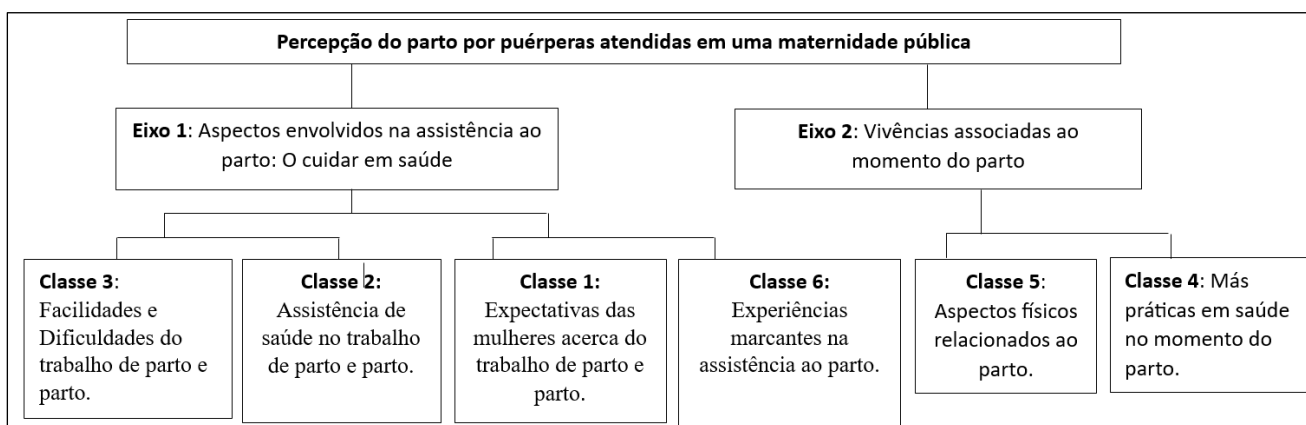 Percepção do parto por puérperas atendidas em uma maternidade pública
Eixo 1: Aspectos envolvidos na assistência ao
parto: O cuidar em saúde
Eixo 2: Vivências associadas ao
momento do parto
Classe 3:
Facilidades e
Dificuldades do
trabalho de parto e
parto.
Classe 2:
Assistência de
saúde no trabalho
de parto e parto.
Classe 1:
Expectativas das
mulheres acerca do
trabalho de parto e
parto.
Classe 6:
Experiências
marcantes na
assistência ao parto.
Classe 5:
Aspectos físicos
relacionados ao
parto.
Classe 4: Más
práticas em saúde
no momento do
parto.